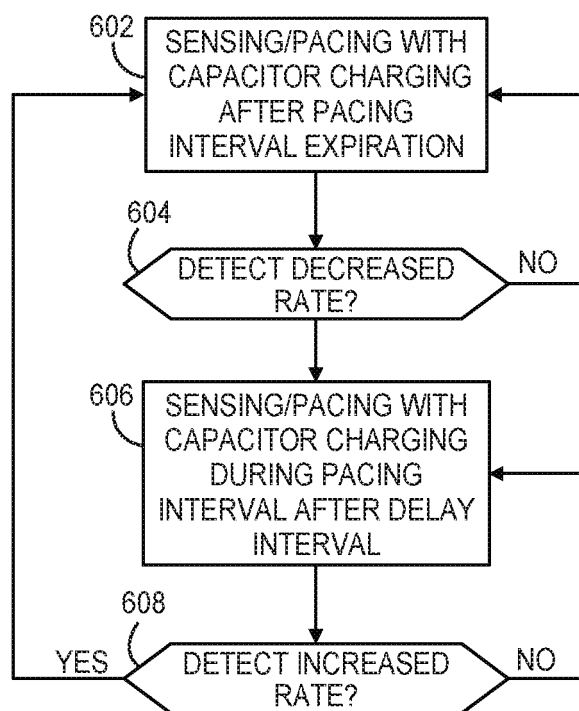 602
SENSING/PACING WITH
CAPACITOR CHARGING
AFTER PACING
INTERVAL EXPIRATION
604
DETECT DECREASED
RATE?
NO
606
SENSING/PACING WITH
CAPACITOR CHARGING
DURING PACING
INTERVAL AFTER DELAY
INTERVAL
608
YES
DETECT INCREASED
RATE?
NO